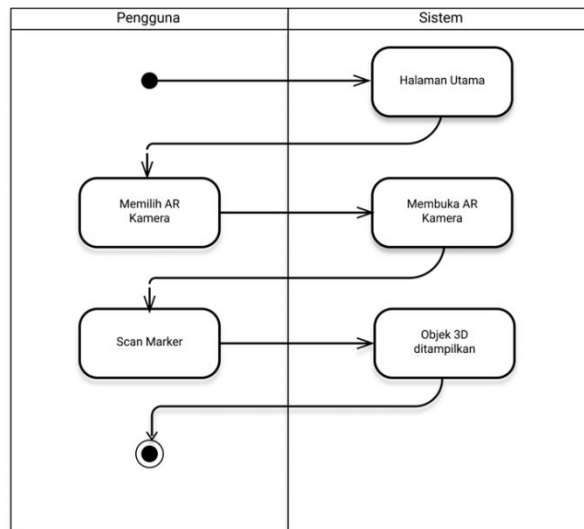 Pengguna
Sistem
Halaman Utama
Memilih AR
Kamera
Membuka AR
Kamera
Scan Marker
Objek 3D
ditampilkan